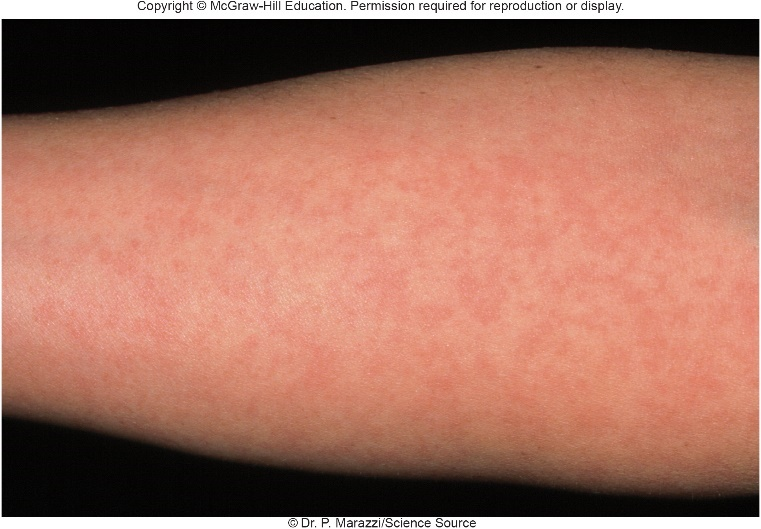 Copyright © McGraw-Hill Education. Permission required for reproduction or display.
© Dr. P. Marazzi/Science Source